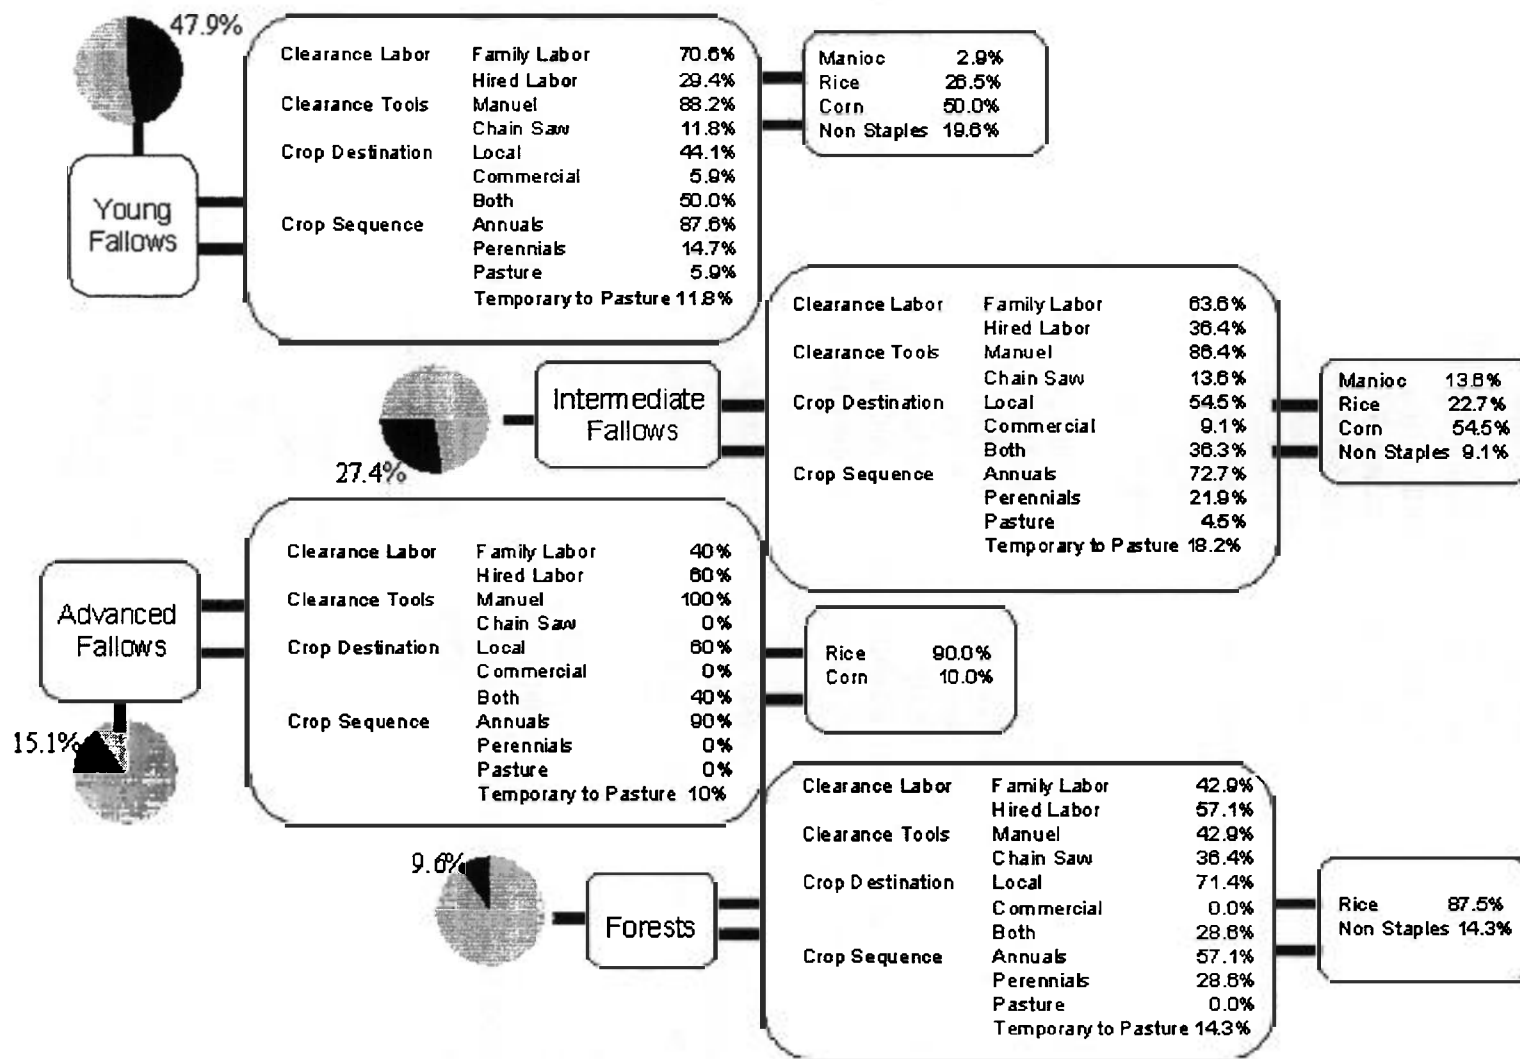 47.9%
Young
Fallows
Clearance Labor Family Labor 70.6%
Hired Labor 29.4%
Clearance Tools Manuel 88.2%
Chain Saw 11.8%
Crop Destination Local 44.1%
Commercial 5.9%
Both 50.0%
Crop Sequence Annuals 87.6%
Perennials 14.7%
Pasture 5.9%
Temporary to Pasture 11.8%
Manioc 2.9%
Rice 26.5%
Corn 50.0%
Non Staples 19.6%
27.4%
Intermediate
Fallows
Clearance Labor Family Labor 63.6%
Hired Labor 36.4%
Clearance Tools Manuel 86.4%
Chain Saw 13.6%
Crop Destination Local 54.5%
Commercial 9.1%
Both 36.3%
Crop Sequence Annuals 72.7%
Perennials 21.9%
Pasture 4.5%
Temporary to Pasture 18.2%
Manioc 13.6%
Rice 22.7%
Corn 54.5%
Non Staples 9.1%
Advanced
Fallows
15.1%
Clearance Labor Family Labor 40%
Hired Labor 60%
Clearance Tools Manuel 100%
Chain Saw 0%
Crop Destination Local 60%
Commercial 0%
Both 40%
Crop Sequence Annuals 90%
Perennials 0%
Pasture 0%
Temporary to Pasture 10%
Rice 90.0%
Corn 10.0%
9.6%
Forests
Clearance Labor Family Labor 42.9%
Hired Labor 57.1%
Clearance Tools Manuel 42.9%
Chain Saw 36.4%
Crop Destination Local 71.4%
Commercial 0.0%
Both 28.6%
Crop Sequence Annuals 57.1%
Perennials 28.6%
Pasture 0.0%
Temporary to Pasture 14.3%
Rice 87.5%
Non Staples 14.3%